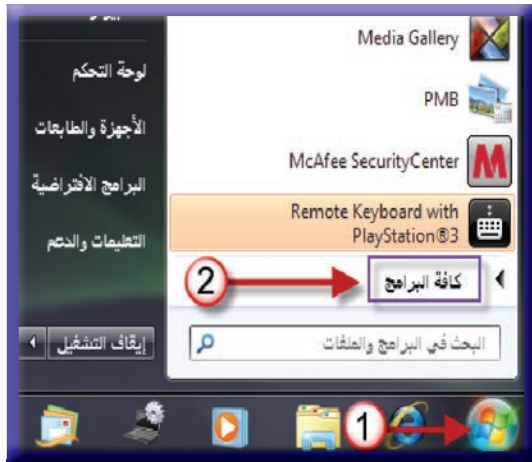 Media Gallery
PMB
McAfee SecurityCenter
Remote Keyboard with
PlayStation®3
كافة البرامج
2
البحث في البرامج والملفات
لوحة التحكم
الأجهزة والطابعات
البرامج الافتراضية
التعليمات والدعم
إيقاف التشغيل
1